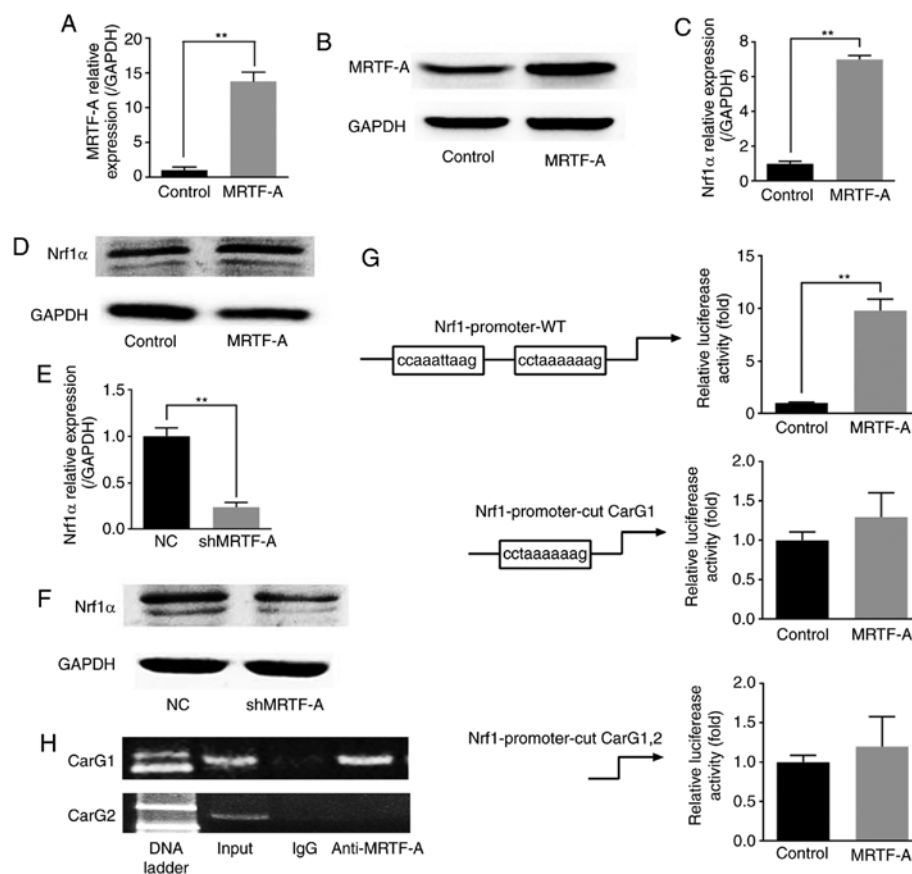 A
MRTF-A relative
expression (/GAPDH)
20
15
10
5
0
**
Control
MRTF-A
B
MRTF-A
GAPDH
Control
MRTF-A
C
Nrf1α relative expression
(/GAPDH)
8
6
4
2
0
**
Control
MRTF-A
D
Nrf1α
GAPDH
Control
MRTF-A
E
Nrf1α relative expression
(/GAPDH)
1.5
1.0
0.5
0.0
**
NC
shMRTF-A
F
Nrf1α
GAPDH
NC
shMRTF-A
G
Nrf1-promoter-WT
ccaaattaag
cctaaaaaag
Relative luciferease
activity (fold)
15
10
5
0
**
Control
MRTF-A
Nrf1-promoter-cut CarG1
cctaaaaaag
Relative luciferease
activity (fold)
2.0
1.5
1.0
0.5
0.0
Control
MRTF-A
Nrf1-promoter-cut CarG1,2
Relative luciferease
activity (fold)
2.0
1.5
1.0
0.5
0.0
Control
MRTF-A
H
CarG1
CarG2
DNA
ladder
Input
IgG
Anti-MRTF-A